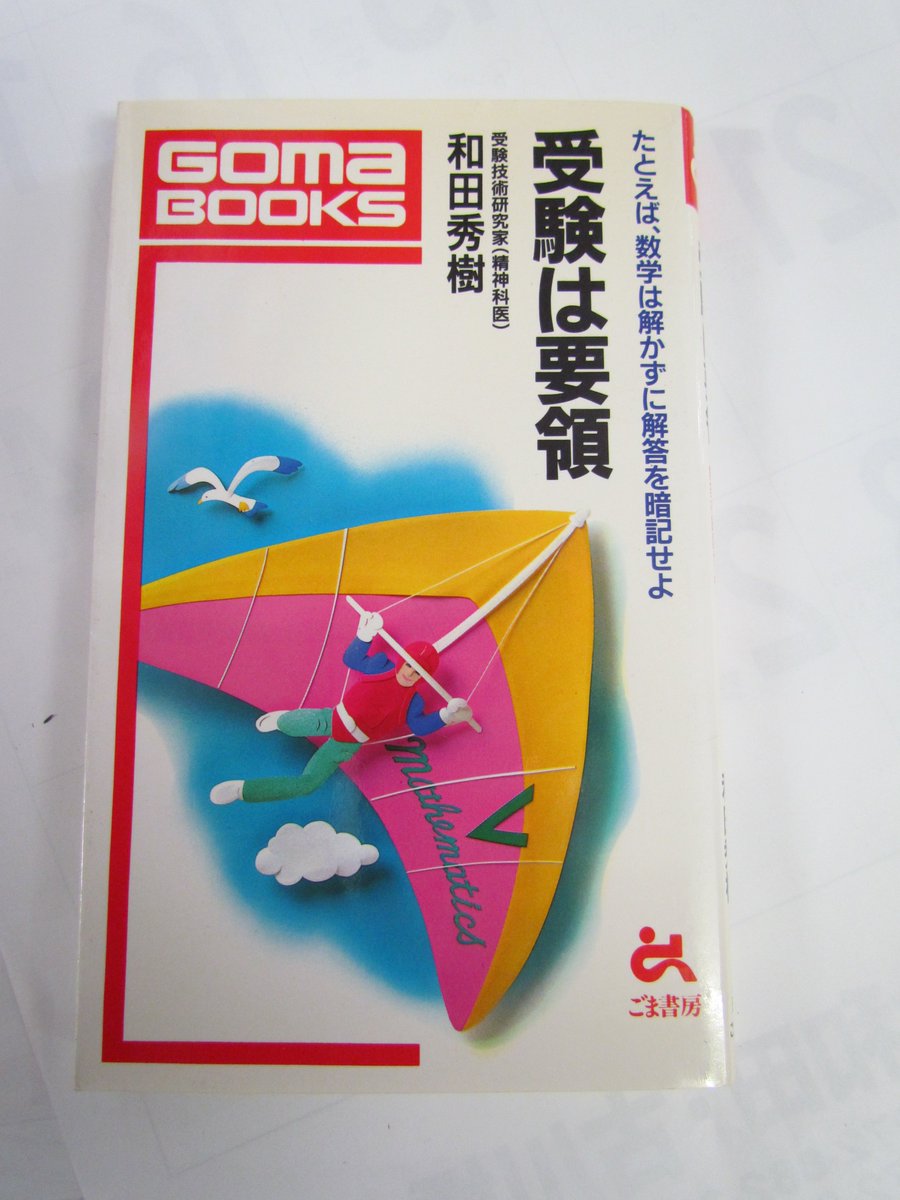 たとえば、数学は解かずに解答を暗記せよ
受験は要領
受験技術研究家(精神科医)
和田秀樹
GOMA
BOOKS
Mathematics
ごま書房